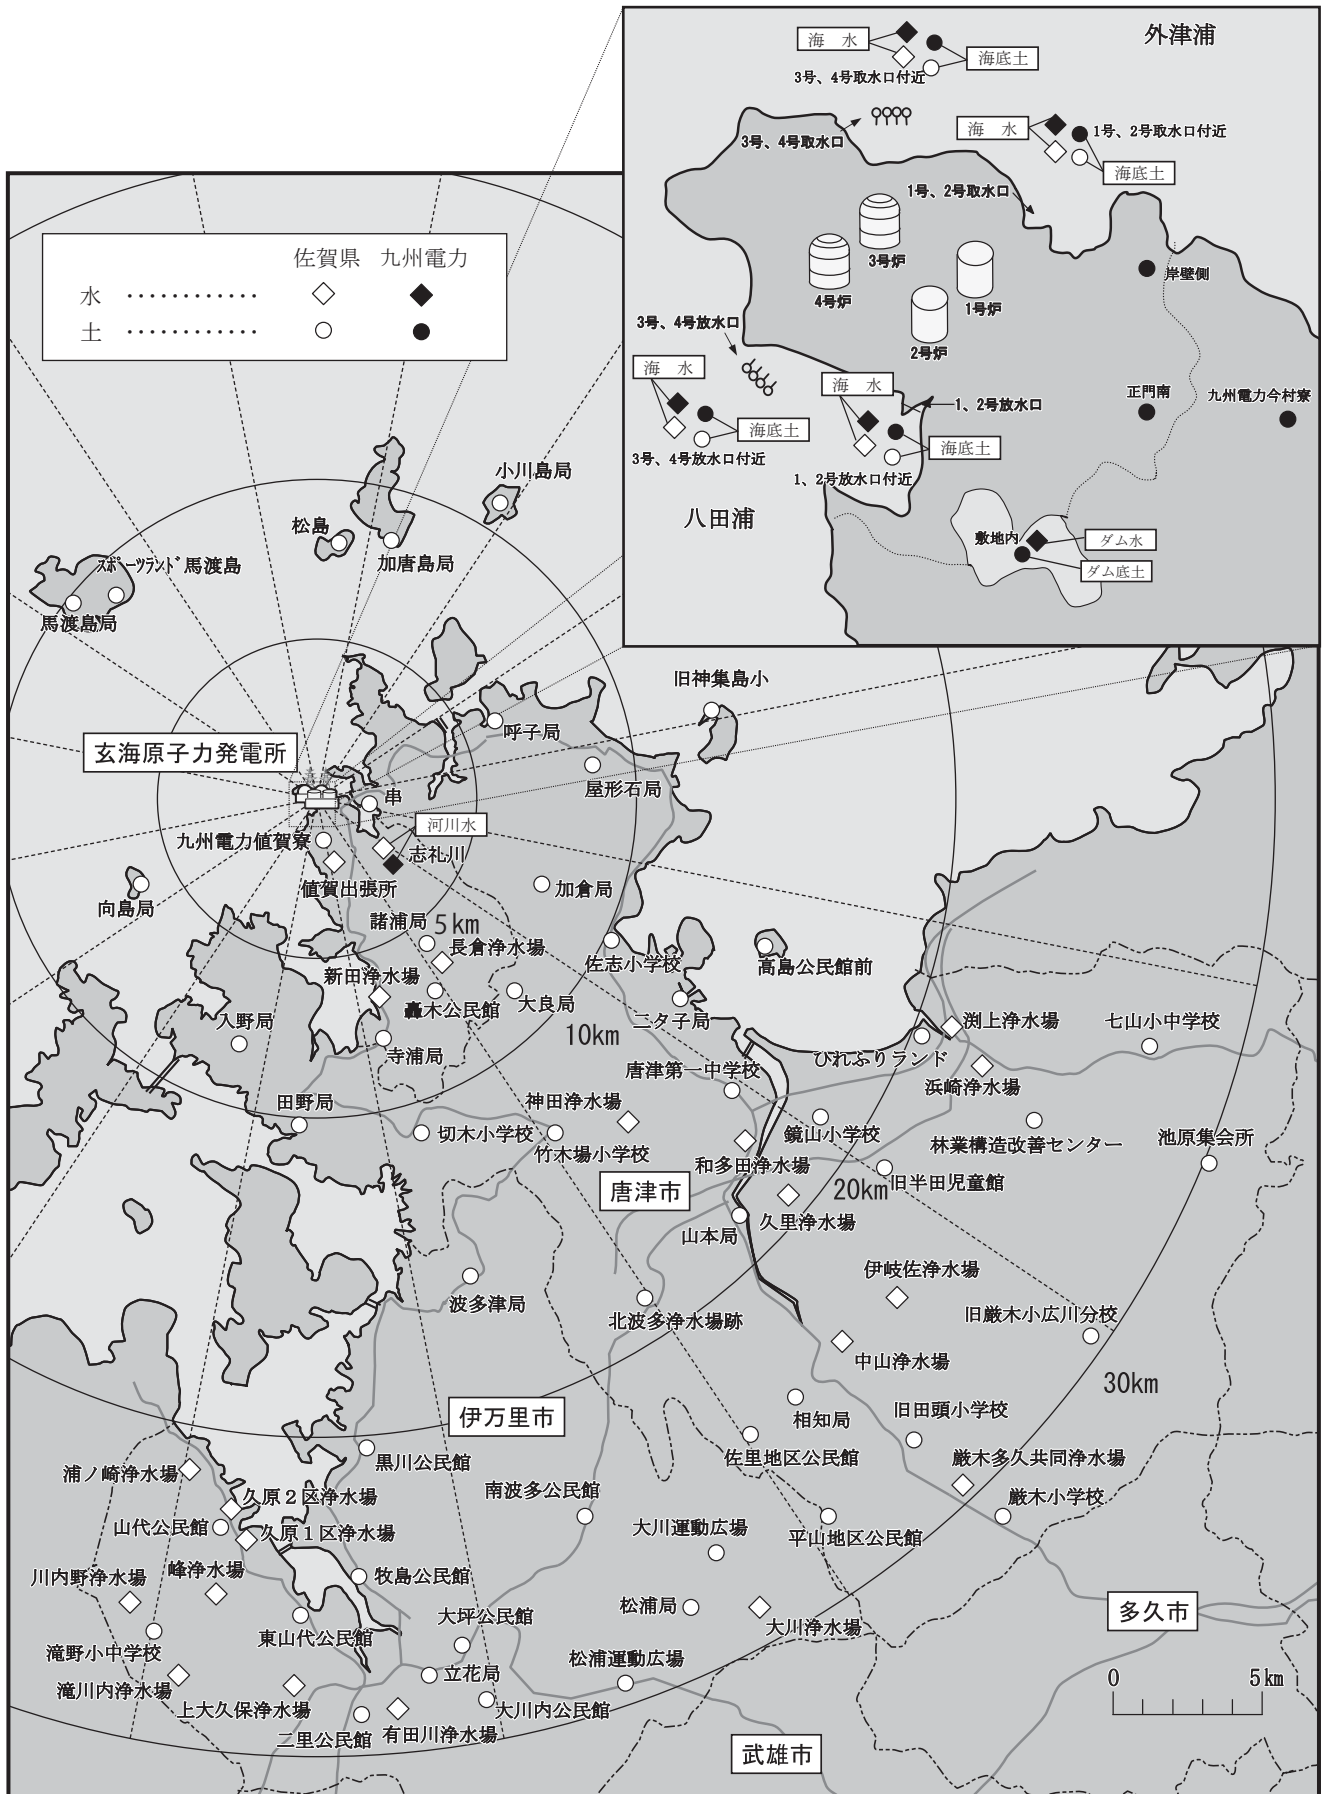 外津浦
海　水
海底土
3号、4号取水口付近
3号、4号取水口
海　水
1号、2号取水口付近
海底土
1号、2号取水口
3号炉
4号炉
1号炉
2号炉
岸壁側
3号、4号放水口
海　水
海　水
1、2号放水口
正門南
九州電力今村寮
海底土
海底土
3号、4号放水口付近
1、2号放水口付近
八田浦
敷地内
ダム水
ダム底土
佐賀県　九州電力
水 ············
土 ············
小川島局
松島
加唐島局
スポーツランド馬渡島
馬渡島局
旧神集島小
呼子局
玄海原子力発電所
屋形石局
串
河川水
九州電力値賀寮
志礼川
値賀出張所
加倉局
向島局
諸浦局
5km
長倉浄水場
佐志小学校
高島公民館前
新田浄水場
轟木公民館
大良局
二タ子局
入野局
寺浦局
10km
渕上浄水場
七山小中学校
ひれふりランド
唐津第一中学校
浜崎浄水場
田野局
神田浄水場
切木小学校
竹木場小学校
鏡山小学校
林業構造改善センター
池原集会所
和多田浄水場
唐津市
20km
旧半田児童館
山本局
久里浄水場
伊岐佐浄水場
波多津局
北波多浄水場跡
旧厳木小広川分校
中山浄水場
30km
伊万里市
相知局
旧田頭小学校
黒川公民館
佐里地区公民館
厳木多久共同浄水場
浦ノ崎浄水場
久原2区浄水場
南波多公民館
厳木小学校
山代公民館
久原1区浄水場
大川運動広場
平山地区公民館
川内野浄水場
峰浄水場
牧島公民館
松浦局
大川浄水場
多久市
東山代公民館
大坪公民館
滝野小中学校
松浦運動広場
滝川内浄水場
立花局
0　5km
上大久保浄水場
大川内公民館
二里公民館
有田川浄水場
武雄市